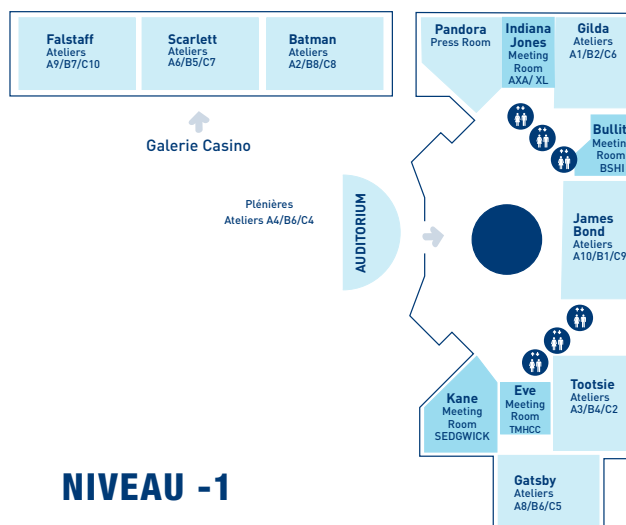 Falstaff
Ateliers
A9/B7/C10
Scarlett
Ateliers
A6/B5/C7
Batman
Ateliers
A2/B8/C8
Galerie Casino
Pandora
Press Room
Indiana
Jones
Meeting
Room
AXA/ XL
Gilda
Ateliers
A1/B2/C6
Bullit
Meetin
Room
BSHI
Plénières
Ateliers A4/B6/C4
AUDITORIUM
James
Bond
Ateliers
A10/B1/C9
Kane
Meeting
Room
SEDGWICK
Eve
Meeting
Room
TMHCC
Tootsie
Ateliers
A3/B4/C2
Gatsby
Ateliers
A8/B6/C5
NIVEAU -1